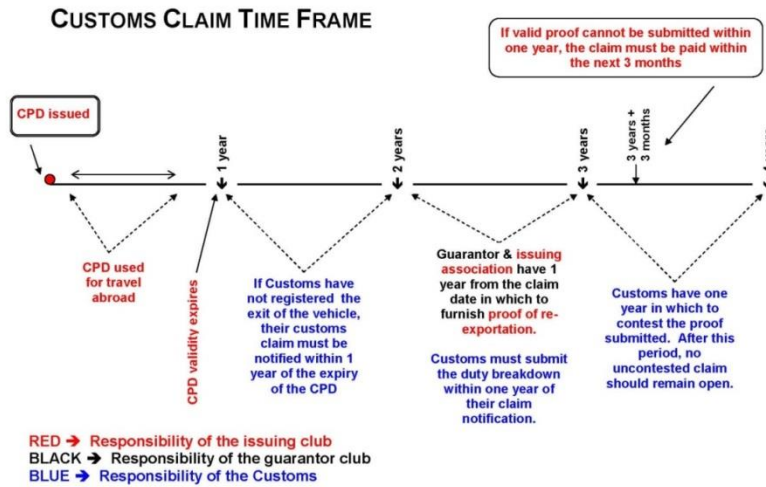 CUSTOMS CLAIM TIME FRAME
If valid proof cannot be submitted within
one year, the claim must be paid within
the next 3 months
CPD issued
1 year
2 years
3 years
3 years +
3 months
CPD used
for travel
abroad
CPD validity expires
If Customs have
not registered the
exit of the vehicle,
their customs
claim must be
notified within 1
year of the expiry
of the CPD
Guarantor & issuing
association have 1
year from the claim
date in which to
furnish proof of re-
exportation.
Customs must submit
the duty breakdown
within one year of
their claim
notification.
Customs have one
year in which to
contest the proof
submitted. After this
period, no
uncontested claim
should remain open.
RED → Responsibility of the issuing club
BLACK → Responsibility of the guarantor club
BLUE → Responsibility of the Customs